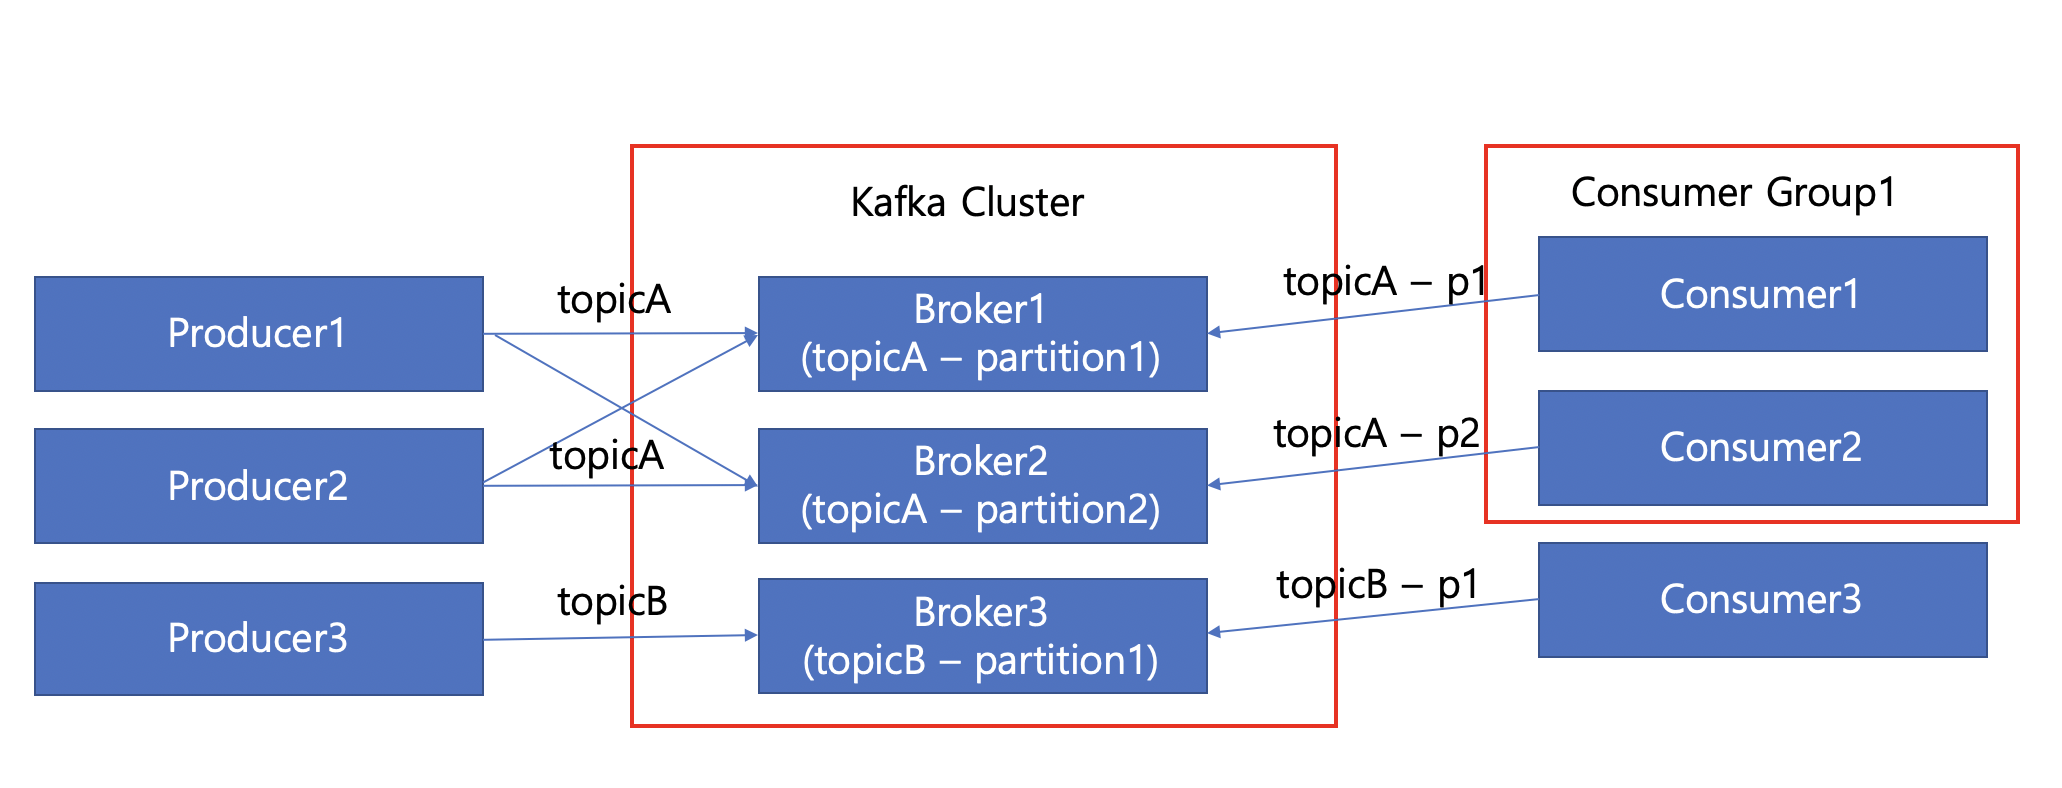 Kafka Cluster
Consumer Group1
Producer1
topicA
Broker1
(topicA – partition1)
topicA – p1
Consumer1
Producer2
topicA
Broker2
(topicA – partition2)
topicA – p2
Consumer2
Producer3
topicB
Broker3
(topicB – partition1)
topicB – p1
Consumer3